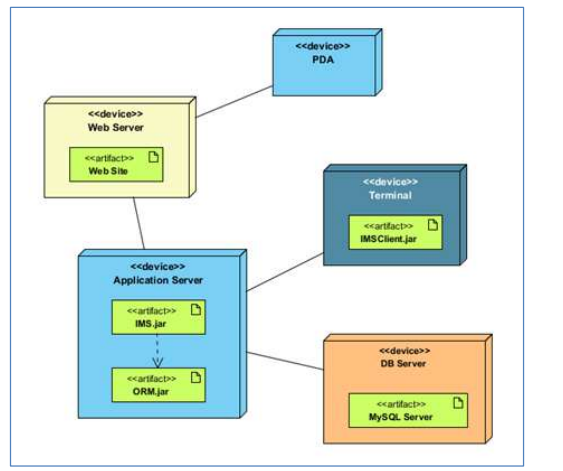 <<device>>
PDA
<<device>>
Web Server
<<artifact>>
Web Site
<<device>>
Terminal
<<artifact>>
IMSClient.jar
<<device>>
Application Server
<<artifact>>
IMS.jar
<<artifact>>
ORM.jar
<<device>>
DB Server
<<artifact>>
MySQL Server